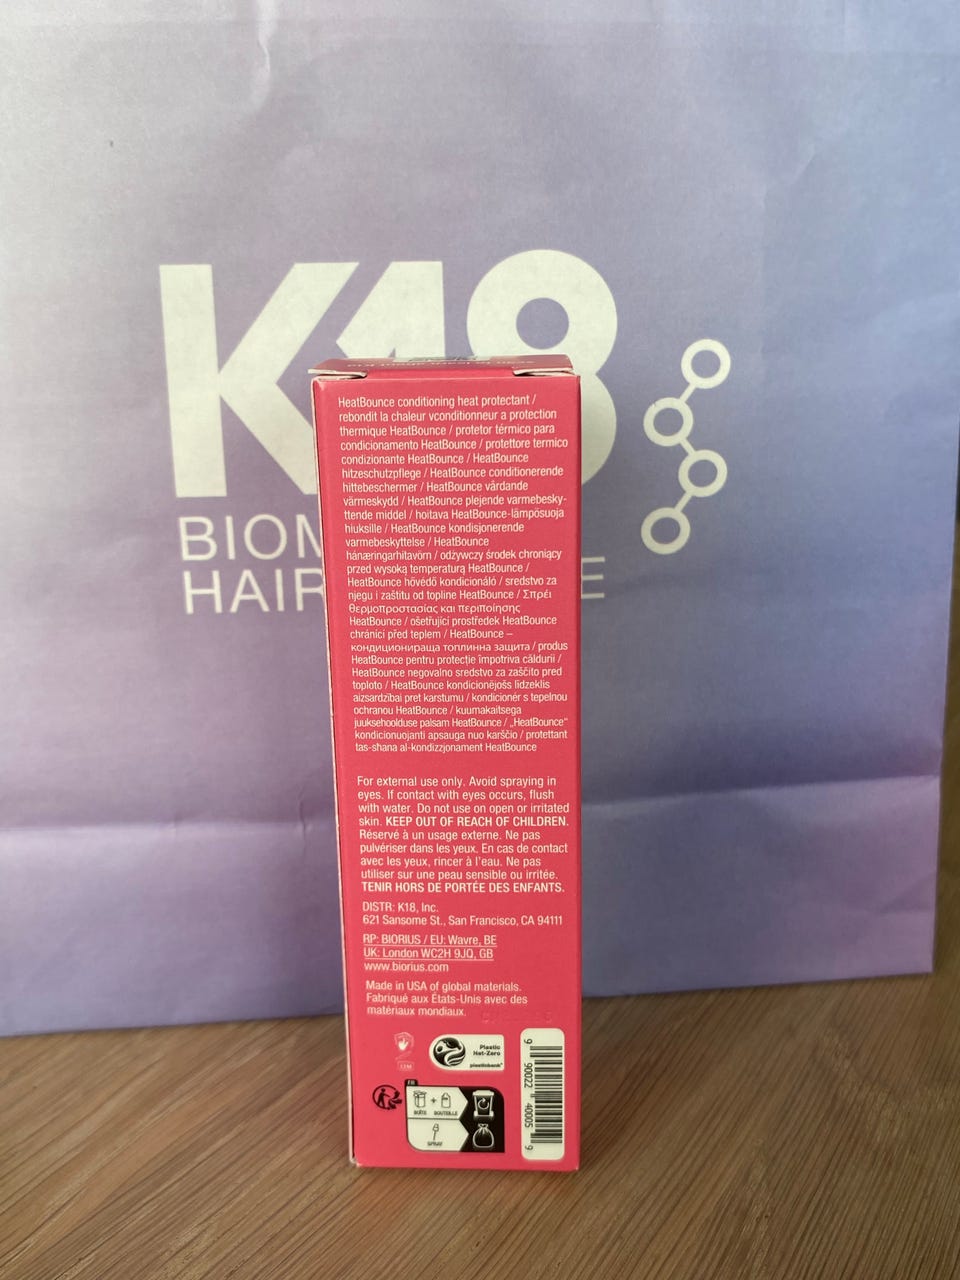 K18
BIOM
HAIR E
HeatBounce conditioning heat protectant /
rebondit la chaleur vconditionneur a protection
thermique HeatBounce / protetor térmico para
condicionamento HeatBounce / protettore termico
condizionante HeatBounce / HeatBounce
hitzeschutzpflege / HeatBounce conditionerende
hittebeschermer / HeatBounce vårdande
värmeskydd / HeatBounce plejende varmebesky-
ttende middel / hoitava HeatBounce-lämpösuoja
hiuksille / HeatBounce kondisjonerende
varmebeskyttelse / HeatBounce
hánæringarhitavörn / odżywczy środek chroniący
przed wysoką temperaturą HeatBounce /
HeatBounce hővédő kondicionáló / sredstvo za
njegu i zaštitu od topline HeatBounce / Σπρέι
θερμοπροστασίας και περιποίησης
HeatBounce / ošetřující prostředek HeatBounce
chránící před teplem / HeatBounce –
кондиционираща топлинна защита / produs
HeatBounce pentru protecție împotriva căldurii /
HeatBounce negovalno sredstvo za zaščito pred
toploto / HeatBounce kondicionējošs līdzeklis
aizsardzībai pret karstumu / kondicionér s tepelnou
ochranou HeatBounce / kuumakaitsega
juuksehoolduse palsam HeatBounce / „HeatBounce“
kondicionuojanti apsauga nuo karščio / protettant
tas-shana al-kondizzjonament HeatBounce
For external use only. Avoid spraying in
eyes. If contact with eyes occurs, flush
with water. Do not use on open or irritated
skin. KEEP OUT OF REACH OF CHILDREN.
Réservé à un usage externe. Ne pas
pulvériser dans les yeux. En cas de contact
avec les yeux, rincer à l'eau. Ne pas
utiliser sur une peau sensible ou irritée.
TENIR HORS DE PORTÉE DES ENFANTS.
DISTR: K18, Inc.
621 Sansome St., San Francisco, CA 94111
RP: BIORIUS / EU: Wavre, BE
UK: London WC2H 9JQ, GB
www.biorius.com
Made in USA of global materials.
Fabriqué aux États-Unis avec des
matériaux mondiaux.
12M
Plastic
Net-Zero
plasticbank
FR
BOÎTE + BOUTEILLE
SPRAY
9 90022 40005 9